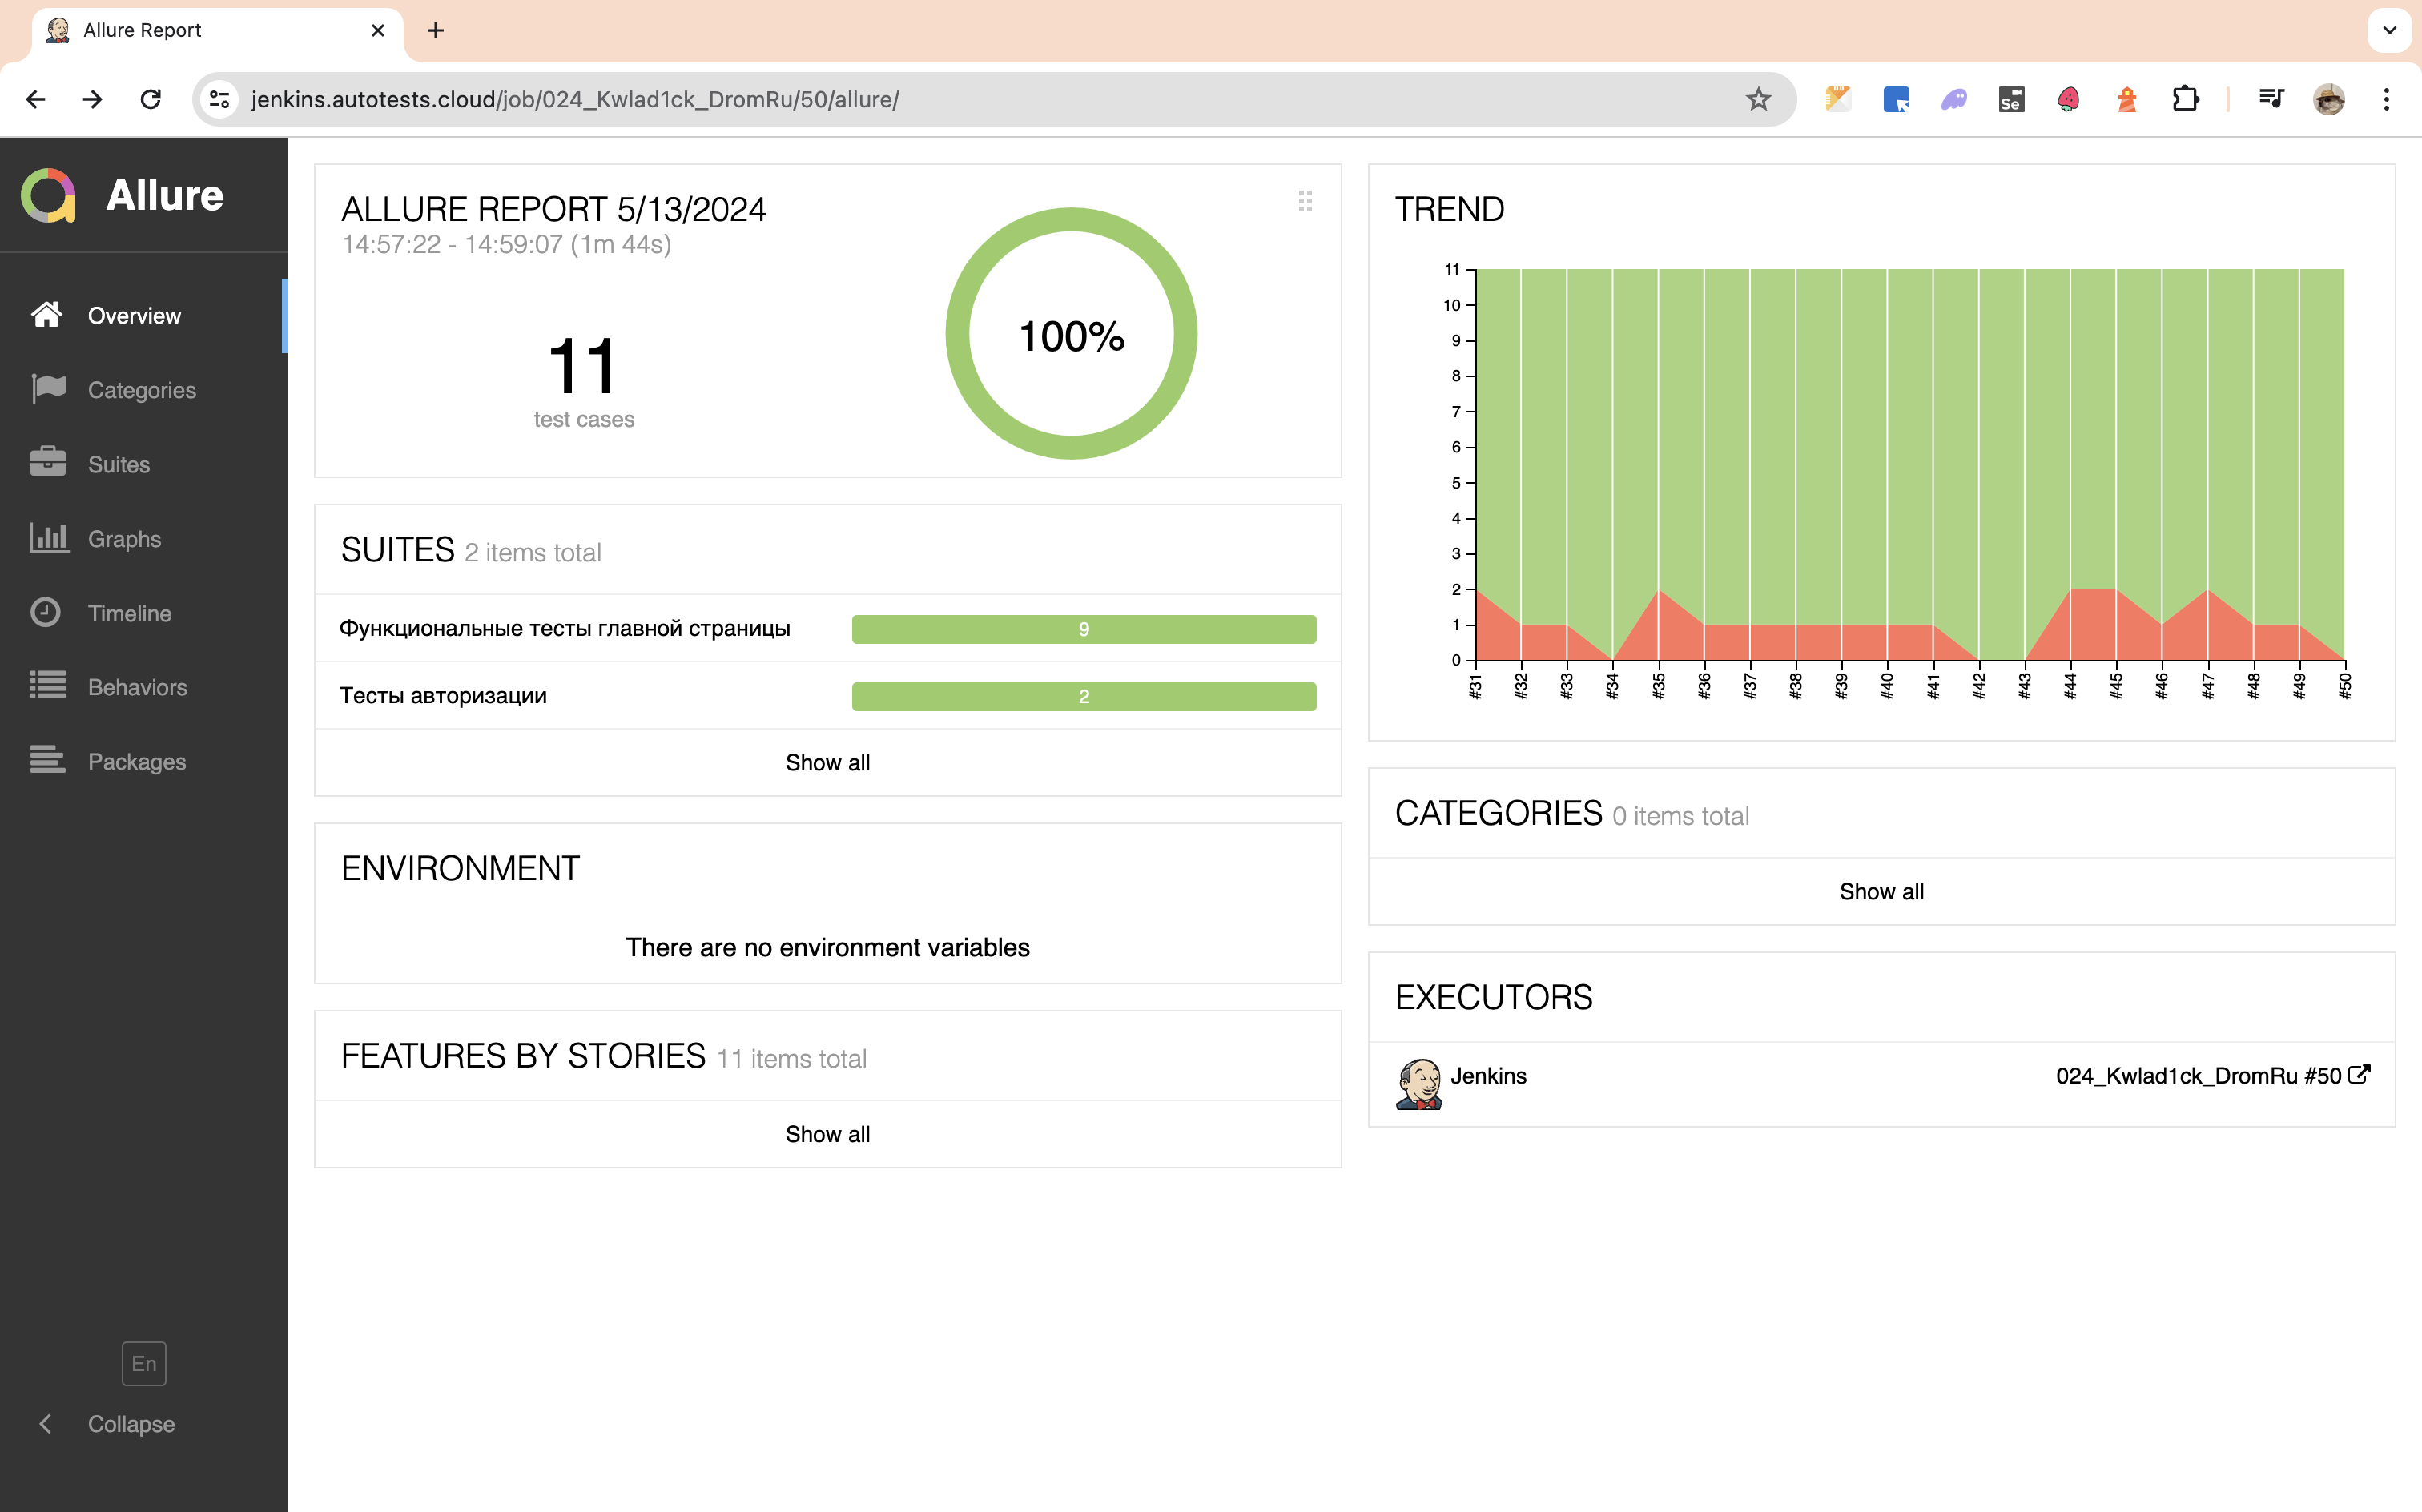 Allure Report
jenkins.autotests.cloud/job/024_Kwlad1ck_DromRu/50/allure/
Se
Allure
Overview
Categories
Suites
Graphs
Timeline
Behaviors
Packages
En
Collapse
ALLURE REPORT 5/13/2024
14:57:22 - 14:59:07 (1m 44s)
11
test cases
100%
SUITES 2 items total
Функциональные тесты главной страницы 9
Тесты авторизации 2
Show all
ENVIRONMENT
There are no environment variables
FEATURES BY STORIES 11 items total
Show all
TREND
11
10
9
8
7
6
5
4
3
2
1
0
#31 #32 #33 #34 #35 #36 #37 #38 #39 #40 #41 #42 #43 #44 #45 #46 #47 #48 #49 #50
CATEGORIES 0 items total
Show all
EXECUTORS
Jenkins 024_Kwlad1ck_DromRu #50